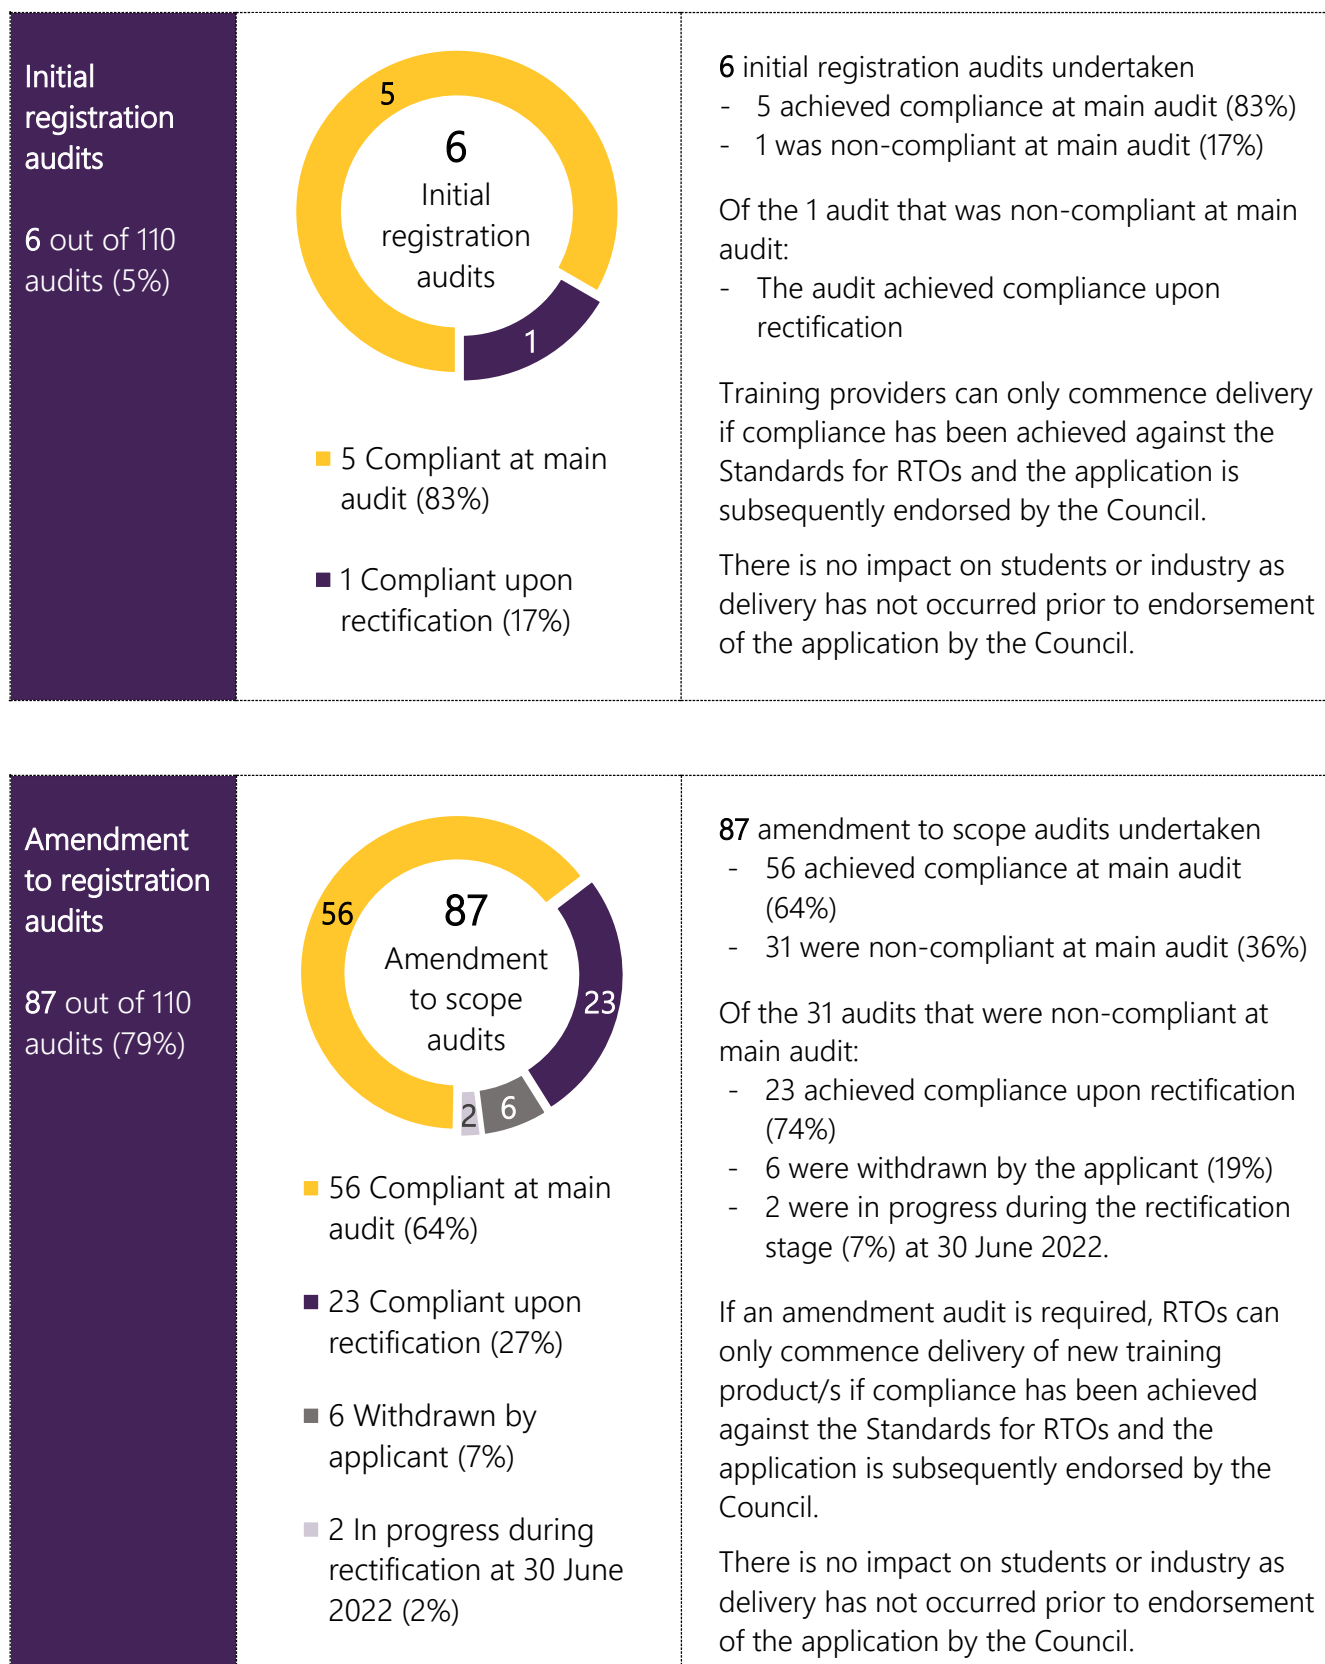 Initial
registration
audits
6 out of 110
audits (5%)
5
6
Initial
registration
audits
1
5 Compliant at main
audit (83%)
1 Compliant upon
rectification (17%)
6 initial registration audits undertaken
- 5 achieved compliance at main audit (83%)
- 1 was non-compliant at main audit (17%)
Of the 1 audit that was non-compliant at main
audit:
- The audit achieved compliance upon
rectification
Training providers can only commence delivery
if compliance has been achieved against the
Standards for RTOs and the application is
subsequently endorsed by the Council.
There is no impact on students or industry as
delivery has not occurred prior to endorsement
of the application by the Council.
Amendment
to registration
audits
87 out of 110
audits (79%)
56
87
Amendment
to scope
audits
23
2
6
56 Compliant at main
audit (64%)
23 Compliant upon
rectification (27%)
6 Withdrawn by
applicant (7%)
2 In progress during
rectification at 30 June
2022 (2%)
87 amendment to scope audits undertaken
- 56 achieved compliance at main audit
(64%)
- 31 were non-compliant at main audit (36%)
Of the 31 audits that were non-compliant at
main audit:
- 23 achieved compliance upon rectification
(74%)
- 6 were withdrawn by the applicant (19%)
- 2 were in progress during the rectification
stage (7%) at 30 June 2022.
If an amendment audit is required, RTOs can
only commence delivery of new training
product/s if compliance has been achieved
against the Standards for RTOs and the
application is subsequently endorsed by the
Council.
There is no impact on students or industry as
delivery has not occurred prior to endorsement
of the application by the Council.